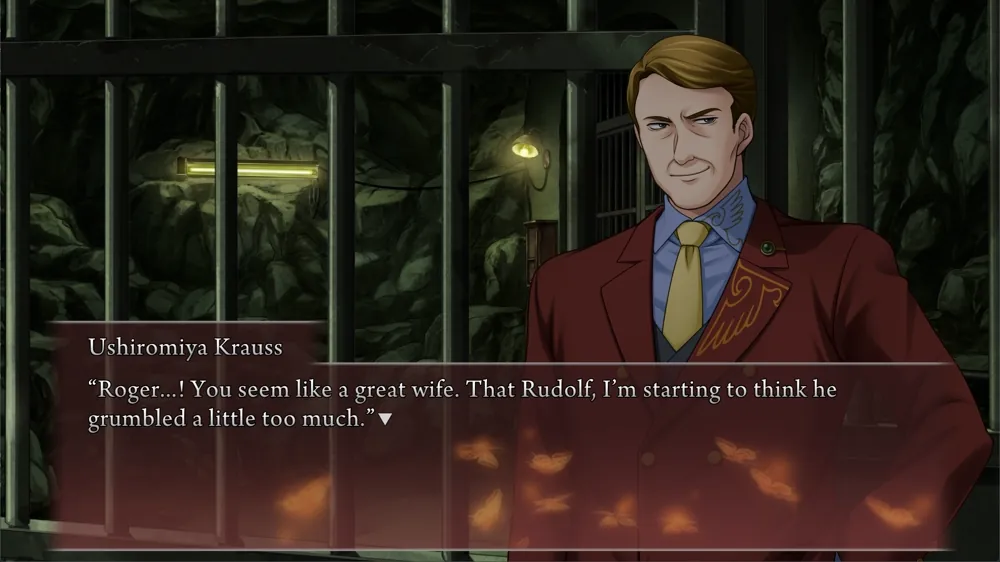 Ushiromiya Krauss
“Roger...! You seem like a great wife. That Rudolf, I’m starting to think he
grumbled a little too much.”